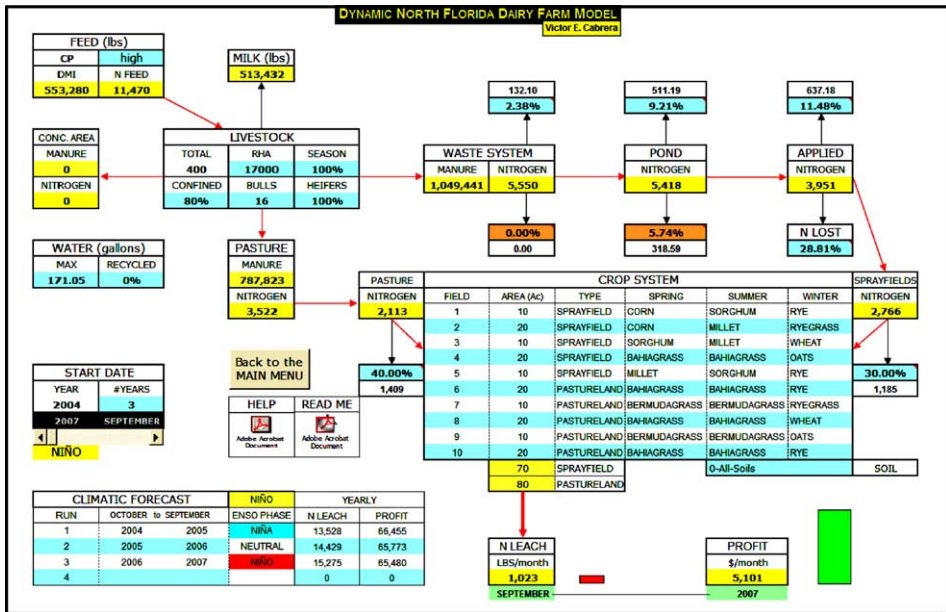 DYNAMIC NORTH FLORIDA DAIRY FARM MODEL
Victor E. Cabrera
FEED (lbs)
CP high
DMI N FEED
553,280 11,470
MILK (lbs)
513,432
132.10
2.38%
511.19
9.21%
637.18
11.48%
CONC. AREA
MANURE
0
NITROGEN
0
LIVESTOCK
TOTAL RHA SEASON
400 17000 100%
CONFINED BULLS HEIFERS
80% 16 100%
WASTE SYSTEM
MANURE NITROGEN
1,049,441 5,550
POND
NITROGEN
5,418
APPLIED
NITROGEN
3,951
0.00%
0.00
5.74%
318.59
N LOST
28.81%
WATER (gallons)
MAX RECYCLED
171.05 0%
PASTURE
MANURE
787,823
NITROGEN
3,522
PASTURE
NITROGEN
2,113
40.00%
1,409
CROP SYSTEM
FIELD AREA (Ac) TYPE SPRING SUMMER WINTER
1 10 SPRAYFIELD CORN SORGHUM RYE
2 20 SPRAYFIELD CORN MILLET RYEGRASS
3 10 SPRAYFIELD SORGHUM MILLET WHEAT
4 20 SPRAYFIELD BAHIAGRASS BAHIAGRASS OATS
5 10 SPRAYFIELD MILLET SORGHUM RYE
6 20 PASTURELAND BAHIAGRASS BAHIAGRASS RYE
7 10 PASTURELAND BERMUDAGRASS BERMUDAGRASS RYEGRASS
8 20 PASTURELAND BAHIAGRASS BAHIAGRASS WHEAT
9 10 PASTURELAND BERMUDAGRASS BERMUDAGRASS OATS
10 20 PASTURELAND BAHIAGRASS BAHIAGRASS RYE
70 SPRAYFIELD 0-All-Soils SOIL
80 PASTURELAND
SPRAYFIELDS
NITROGEN
2,766
30.00%
1,185
START DATE
YEAR #YEARS
2004 3
2007 SEPTEMBER
NIÑO
Back to the
MAIN MENU
HELP READ ME
Adobe Acrobat Document
Adobe Acrobat Document
CLIMATIC FORECAST NIÑO YEARLY
RUN OCTOBER to SEPTEMBER ENSO PHASE N LEACH PROFIT
1 2004 2005 NIÑA 13,528 66,455
2 2005 2006 NEUTRAL 14,429 65,773
3 2006 2007 NIÑO 15,275 65,480
4 0 0
N LEACH
LBS/month
1,023
SEPTEMBER
PROFIT
$/month
5,101
2007